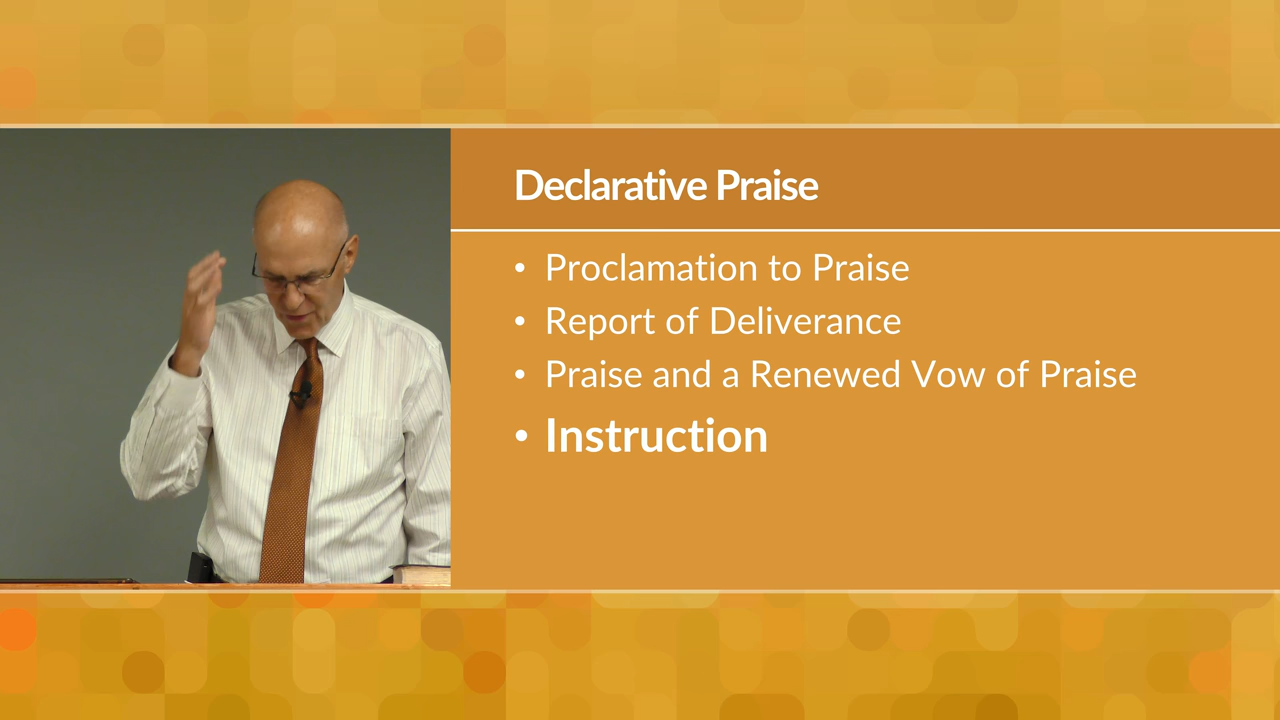 Declarative Praise
• Proclamation to Praise
• Report of Deliverance
• Praise and a Renewed Vow of Praise
• Instruction